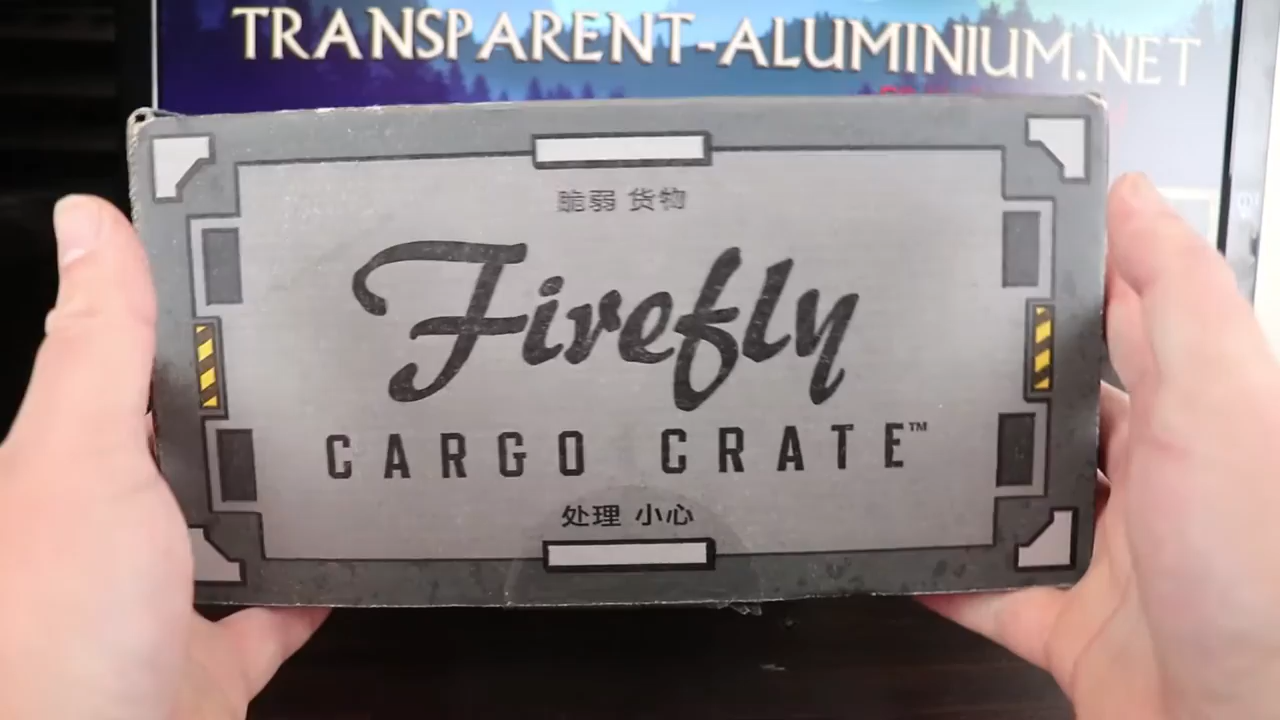 TRANSPARENT-ALUMINIUM.NET
脆弱 货物
Firefly
CARGO CRATE™
处理 小心